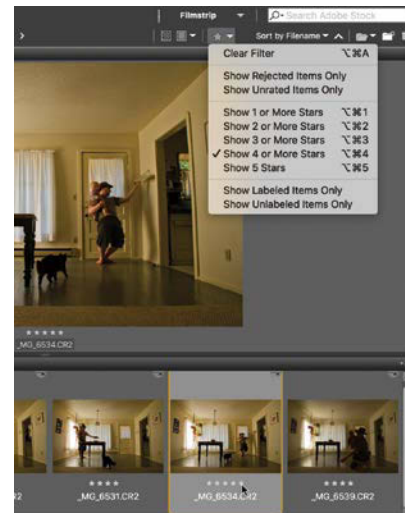 Filmstrip
Search Adobe Stock
Sort by Filename
Clear Filter ⌥⌘A
Show Rejected Items Only
Show Unrated Items Only
Show 1 or More Stars ⌥⌘1
Show 2 or More Stars ⌥⌘2
Show 3 or More Stars ⌥⌘3
✓ Show 4 or More Stars ⌥⌘4
Show 5 Stars ⌥⌘5
Show Labeled Items Only
Show Unlabeled Items Only
★★★★★
_MG_6534.CR2
★★★★ ★★★★★ ★★★★
R2 _MG_6531.CR2 _MG_6534.CR2 _MG_6539.CR2